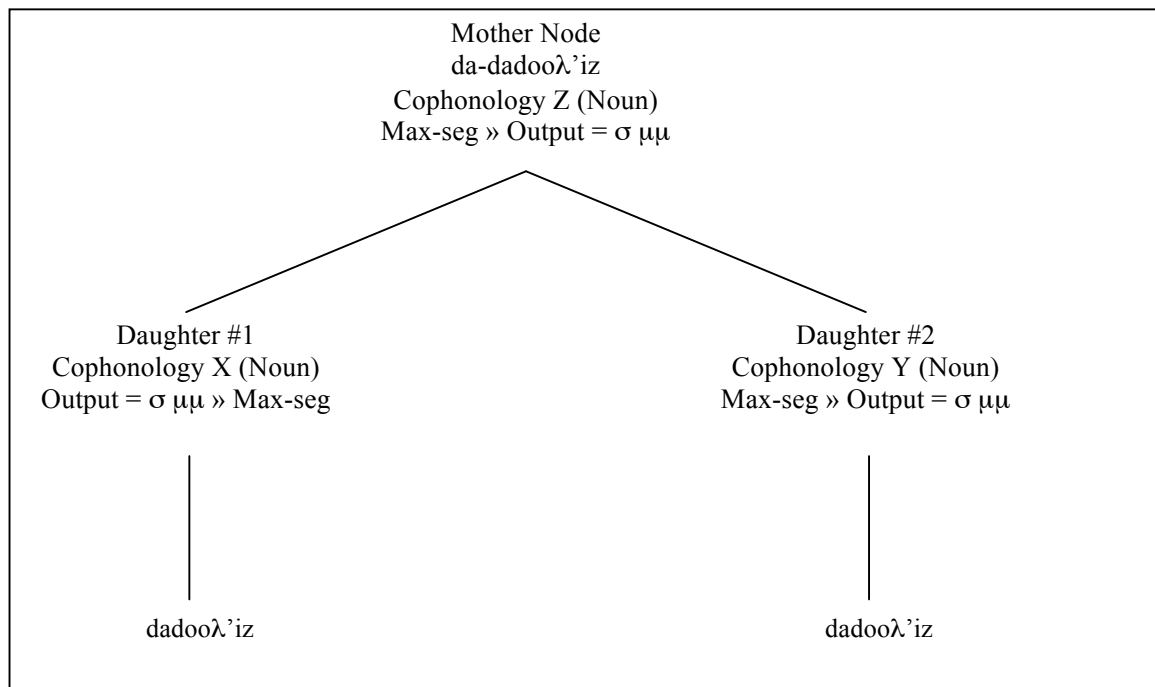 Mother Node
da-dadooλ’iz
Cophonology Z (Noun)
Max-seg » Output = σ μμ
Daughter #1
Cophonology X (Noun)
Output = σ μμ » Max-seg
Daughter #2
Cophonology Y (Noun)
Max-seg » Output = σ μμ
dadooλ’iz
dadooλ’iz